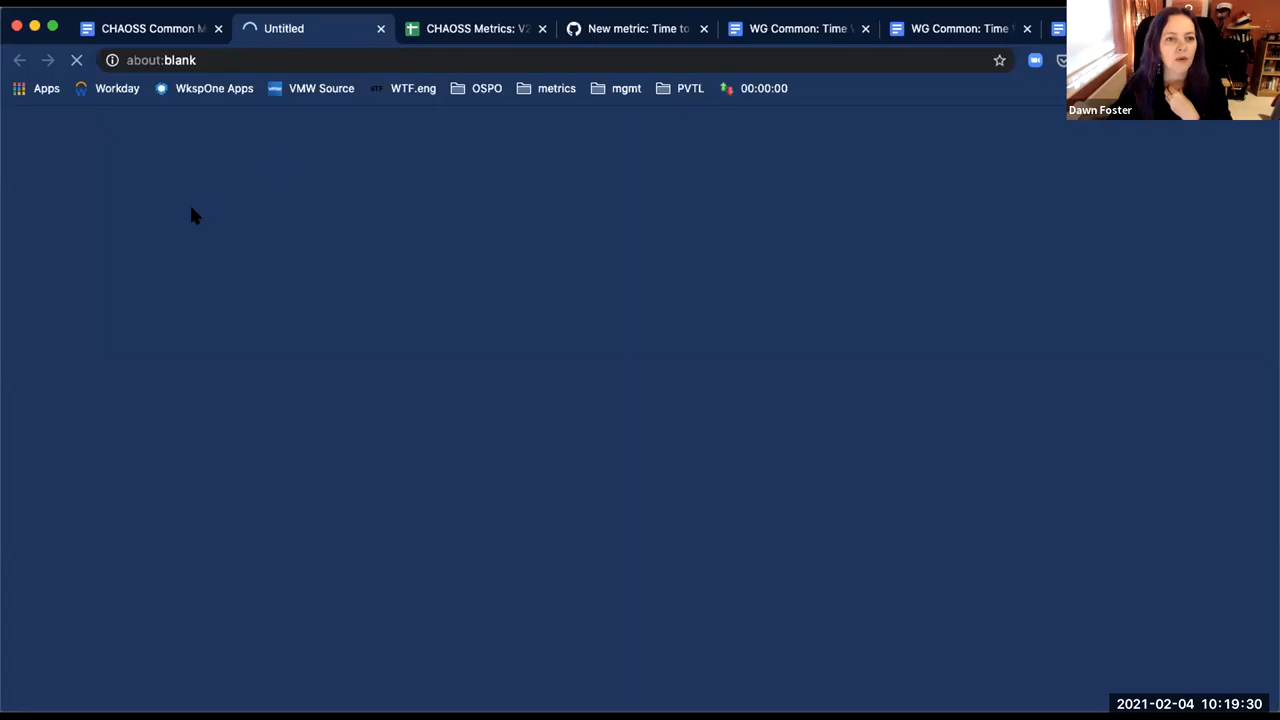 CHAOSS Common M
Untitled
CHAOSS Metrics: V2
New metric: Time to
WG Common: Time
WG Common: Time
about:blank
Apps
Workday
WkspOne Apps
VMW Source
WTF.eng
OSPO
metrics
mgmt
PVTL
00:00:00
Dawn Foster
2021-02-04 10:19:30